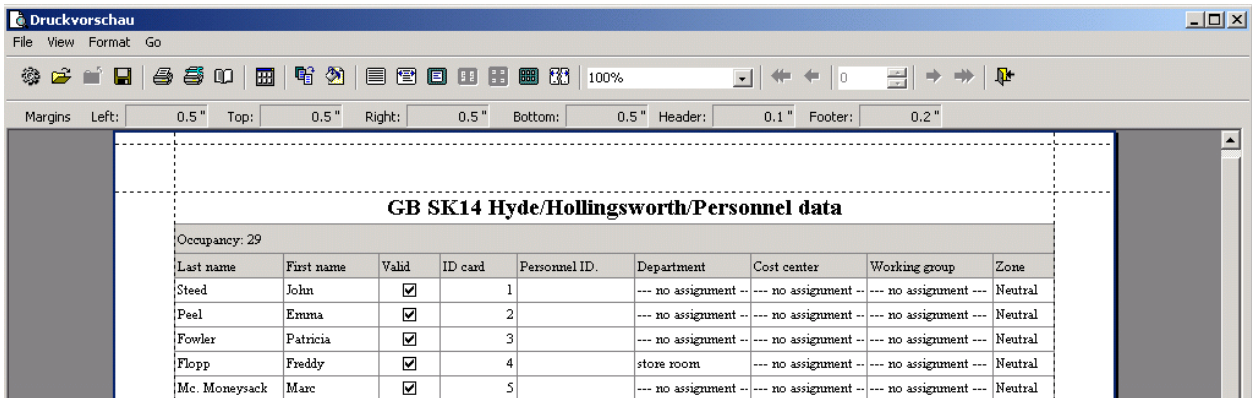 Druckvorschau
File View Format Go
100% 0
Margins Left: 0.5 " Top: 0.5 " Right: 0.5 " Bottom: 0.5 " Header: 0.1 " Footer: 0.2 "
GB SK14 Hyde/Hollingsworth/Personnel data
Occupancy: 29
Last name First name Valid ID card Personnel ID. Department Cost center Working group Zone
Steed John 1 --- no assignment -- --- no assignment -- --- no assignment --- Neutral
Peel Emma 2 --- no assignment -- --- no assignment -- --- no assignment --- Neutral
Fowler Patricia 3 --- no assignment -- --- no assignment -- --- no assignment --- Neutral
Flopp Freddy 4 store room --- no assignment -- --- no assignment --- Neutral
Mc. Moneysack Marc 5 --- no assignment -- --- no assignment -- --- no assignment --- Neutral